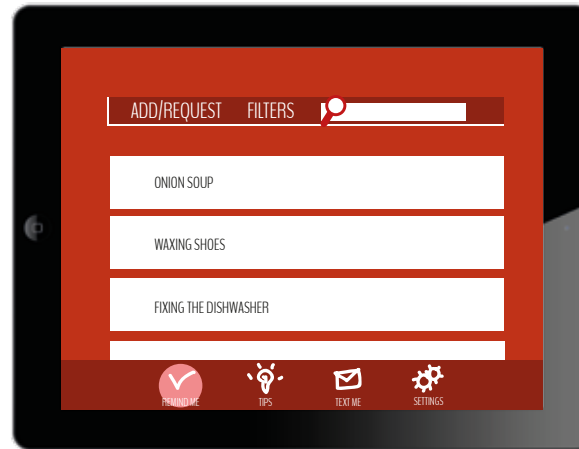 ADD/REQUEST FILTERS
ONION SOUP
WAXING SHOES
FIXING THE DISHWASHER
REMIND ME TIPS TEXT ME SETTINGS